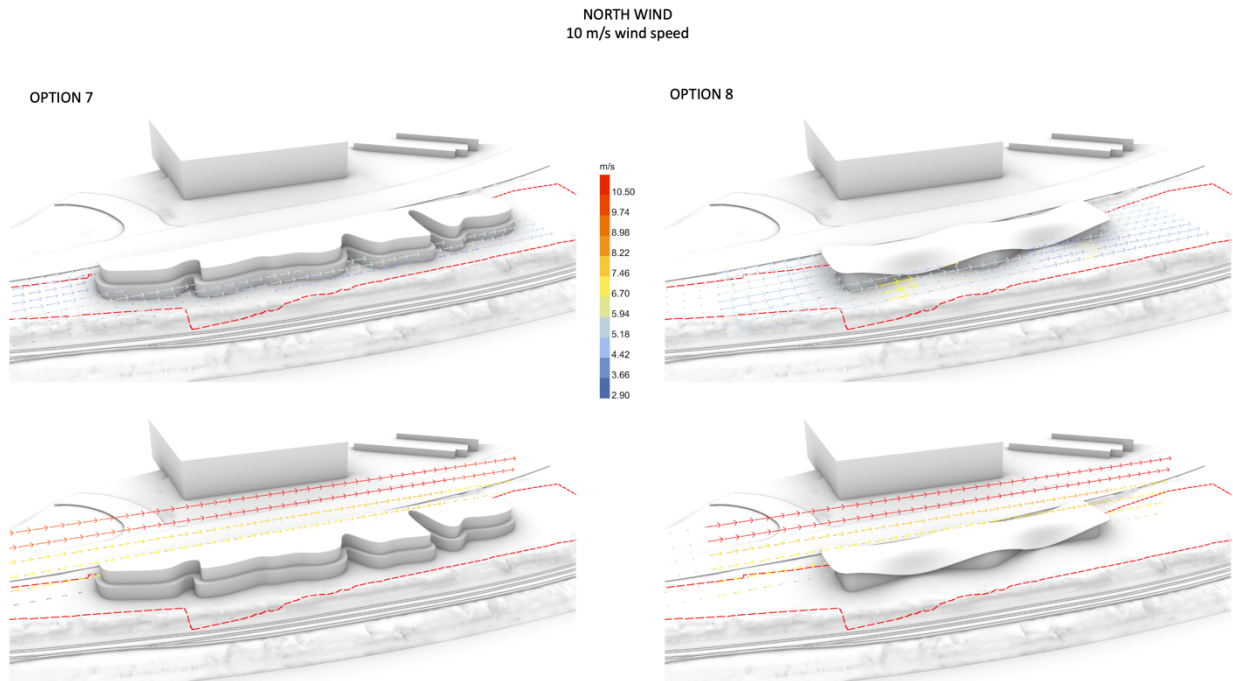 NORTH WIND
10 m/s wind speed
OPTION 7
OPTION 8
m/s
10.50
9.74
8.98
8.22
7.46
6.70
5.94
5.18
4.42
3.66
2.90